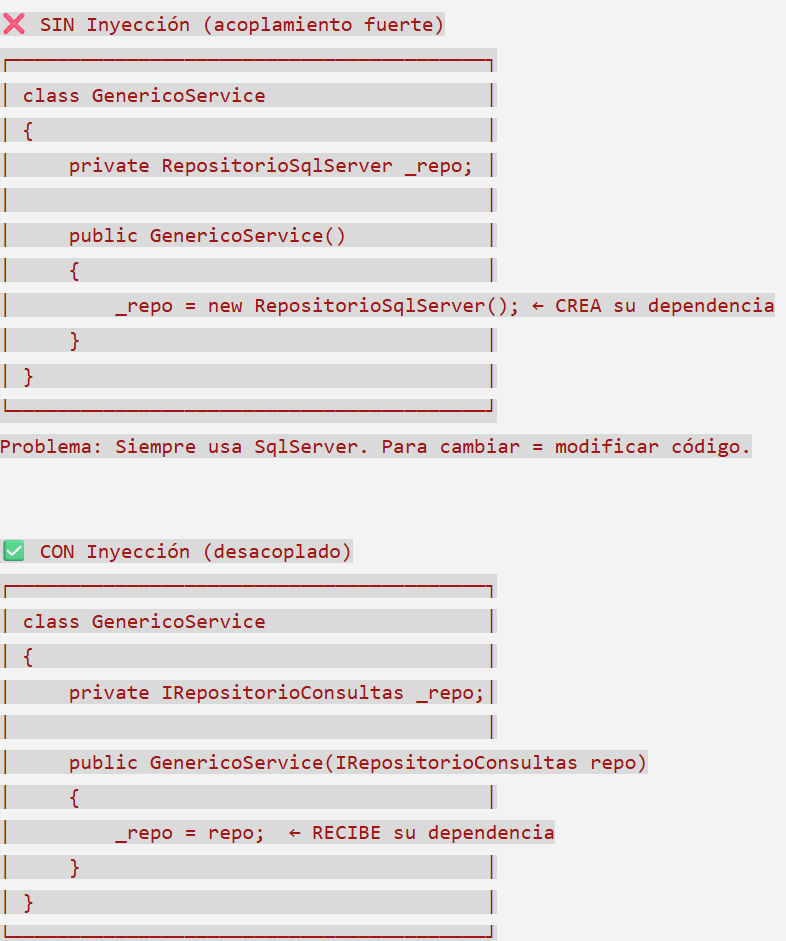 ❌ SIN Inyección (acoplamiento fuerte)
┌─────────────────────────────────────────┐
│ class GenericoService                   │
│ {                                       │
│     private RepositorioSqlServer _repo; │
│                                         │
│     public GenericoService()            │
│     {                                   │
│         _repo = new RepositorioSqlServer(); ← CREA su dependencia
│     }                                   │
│ }                                       │
└─────────────────────────────────────────┘
Problema: Siempre usa SqlServer. Para cambiar = modificar código.
✅ CON Inyección (desacoplado)
┌─────────────────────────────────────────┐
│ class GenericoService                   │
│ {                                       │
│     private IRepositorioConsultas _repo;│
│                                         │
│     public GenericoService(IRepositorioConsultas repo)
│     {                                   │
│         _repo = repo;  ← RECIBE su dependencia
│     }                                   │
│ }                                       │
└─────────────────────────────────────────┘